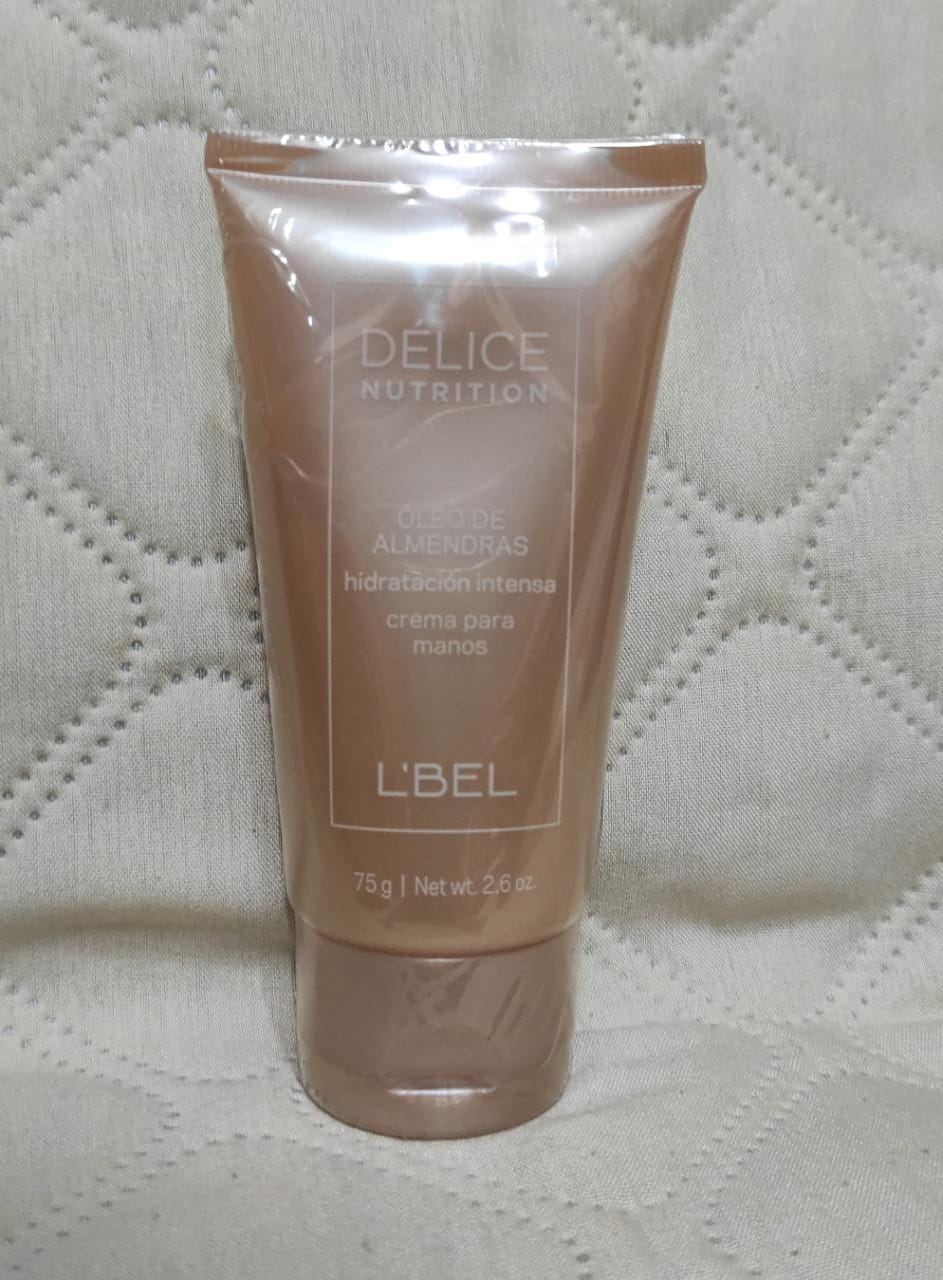 DÉLICE
NUTRITION
ÓLEO DE
ALMENDRAS
hidratación intensa
crema para
manos
L'BEL
75 g | Net wt. 2.6 oz.